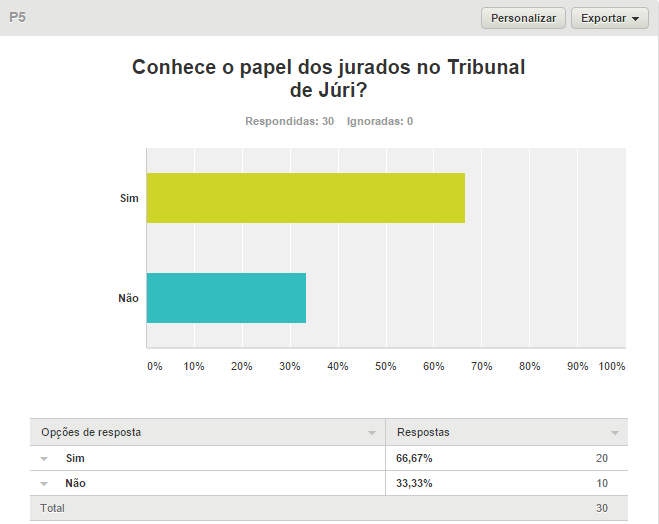 P5
Personalizar Exportar
Conhece o papel dos jurados no Tribunal
de Júri?
Respondidas: 30 Ignoradas: 0
Sim
Não
0% 10% 20% 30% 40% 50% 60% 70% 80% 90% 100%
Opções de resposta Respostas
Sim 66,67% 20
Não 33,33% 10
Total 30